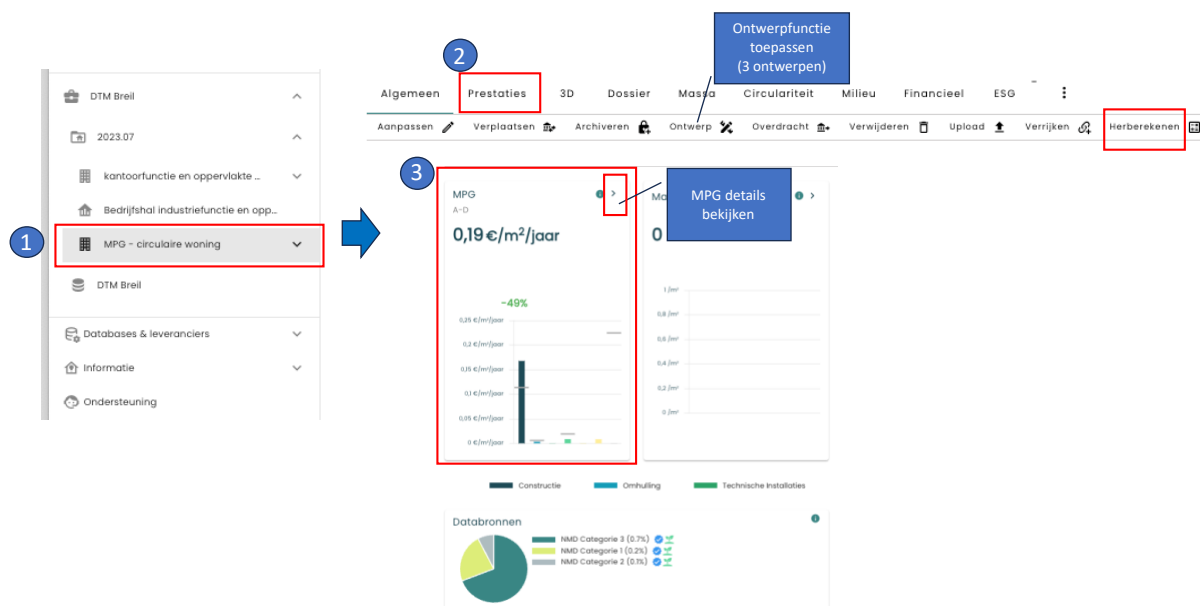 Ontwerpfunctie
toepassen
(3 ontwerpen)
2
Algemeen Prestaties 3D Dossier Massa Circulariteit Milieu Financieel ESG
Aanpassen Verplaatsen Archiveren Ontwerp Overdracht Verwijderen Upload Verrijken Herberekenen
1
DTM Breil
2023.07
kantoorfunctie en oppervlakte ...
Bedrijfshal industriefunctie en opp...
MPG - circulaire woning
DTM Breil
Databases & leveranciers
Informatie
Ondersteuning
3
MPG
A-D
0,19 €/m²/jaar
-49%
0,25 €/m²/jaar
0,2 €/m²/jaar
0,15 €/m²/jaar
0,1 €/m²/jaar
0,05 €/m²/jaar
0 €/m²/jaar
MPG details
bekijken
Ma
0
1 /m²
0,8 /m²
0,6 /m²
0,4 /m²
0,2 /m²
0 /m²
Constructie Omhulling Technische Installaties
Databronnen
NMD Categorie 3 (0.7%)
NMD Categorie 1 (0.2%)
NMD Categorie 2 (0.1%)